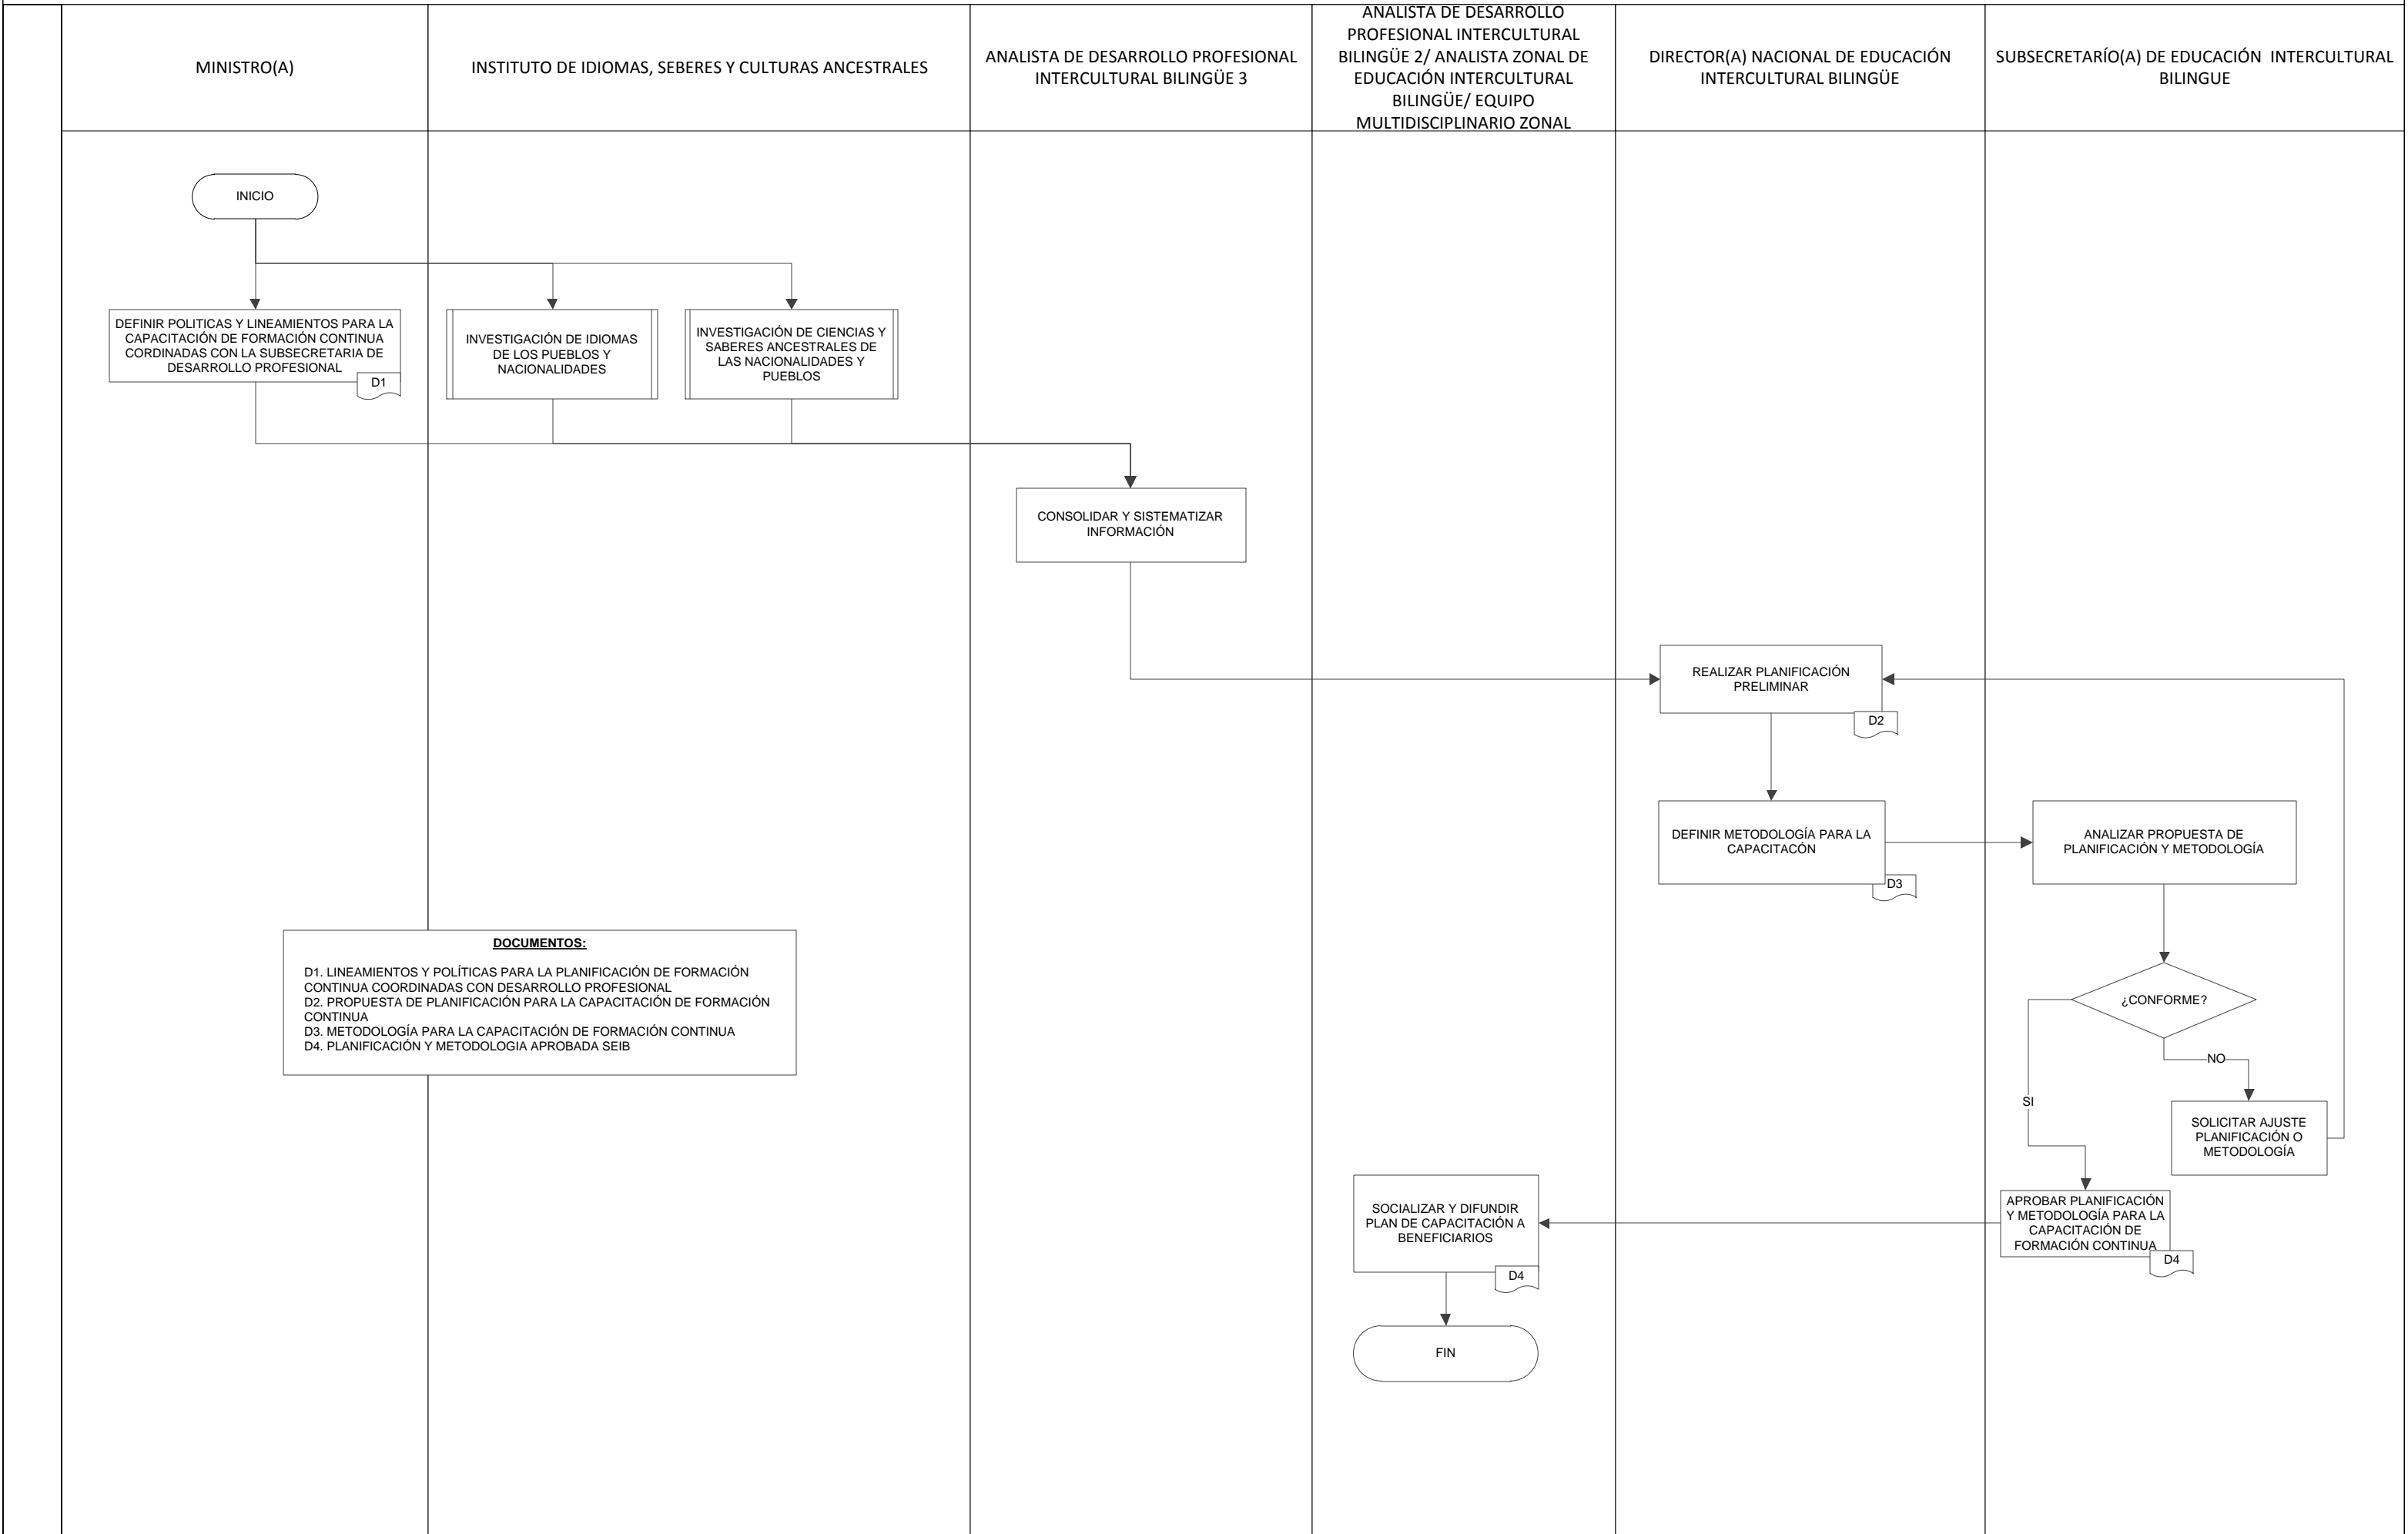 MINISTRO(A)
INSTITUTO DE IDIOMAS, SEBERES Y CULTURAS ANCESTRALES
ANALISTA DE DESARROLLO PROFESIONAL
INTERCULTURAL BILINGÜE 3
ANALISTA DE DESARROLLO
PROFESIONAL INTERCULTURAL
BILINGÜE 2/ ANALISTA ZONAL DE
EDUCACIÓN INTERCULTURAL
BILINGÜE/ EQUIPO
MULTIDISCIPLINARIO ZONAL
DIRECTOR(A) NACIONAL DE EDUCACIÓN
INTERCULTURAL BILINGÜE
SUBSECRETARÍO(A) DE EDUCACIÓN INTERCULTURAL
BILINGUE
INICIO
DEFINIR POLITICAS Y LINEAMIENTOS PARA LA
CAPACITACIÓN DE FORMACIÓN CONTINUA
CORDINADAS CON LA SUBSECRETARIA DE
DESARROLLO PROFESIONAL
D1
INVESTIGACIÓN DE IDIOMAS
DE LOS PUEBLOS Y
NACIONALIDADES
INVESTIGACIÓN DE CIENCIAS Y
SABERES ANCESTRALES DE
LAS NACIONALIDADES Y
PUEBLOS
CONSOLIDAR Y SISTEMATIZAR
INFORMACIÓN
REALIZAR PLANIFICACIÓN
PRELIMINAR
D2
DEFINIR METODOLOGÍA PARA LA
CAPACITACÓN
D3
ANALIZAR PROPUESTA DE
PLANIFICACIÓN Y METODOLOGÍA
DOCUMENTOS:
D1. LINEAMIENTOS Y POLÍTICAS PARA LA PLANIFICACIÓN DE FORMACIÓN
CONTINUA COORDINADAS CON DESARROLLO PROFESIONAL
D2. PROPUESTA DE PLANIFICACIÓN PARA LA CAPACITACIÓN DE FORMACIÓN
CONTINUA
D3. METODOLOGÍA PARA LA CAPACITACIÓN DE FORMACIÓN CONTINUA
D4. PLANIFICACIÓN Y METODOLOGIA APROBADA SEIB
¿CONFORME?
NO
SI
SOLICITAR AJUSTE
PLANIFICACIÓN O
METODOLOGÍA
APROBAR PLANIFICACIÓN
Y METODOLOGÍA PARA LA
CAPACITACIÓN DE
FORMACIÓN CONTINUA
D4
SOCIALIZAR Y DIFUNDIR
PLAN DE CAPACITACIÓN A
BENEFICIARIOS
D4
FIN